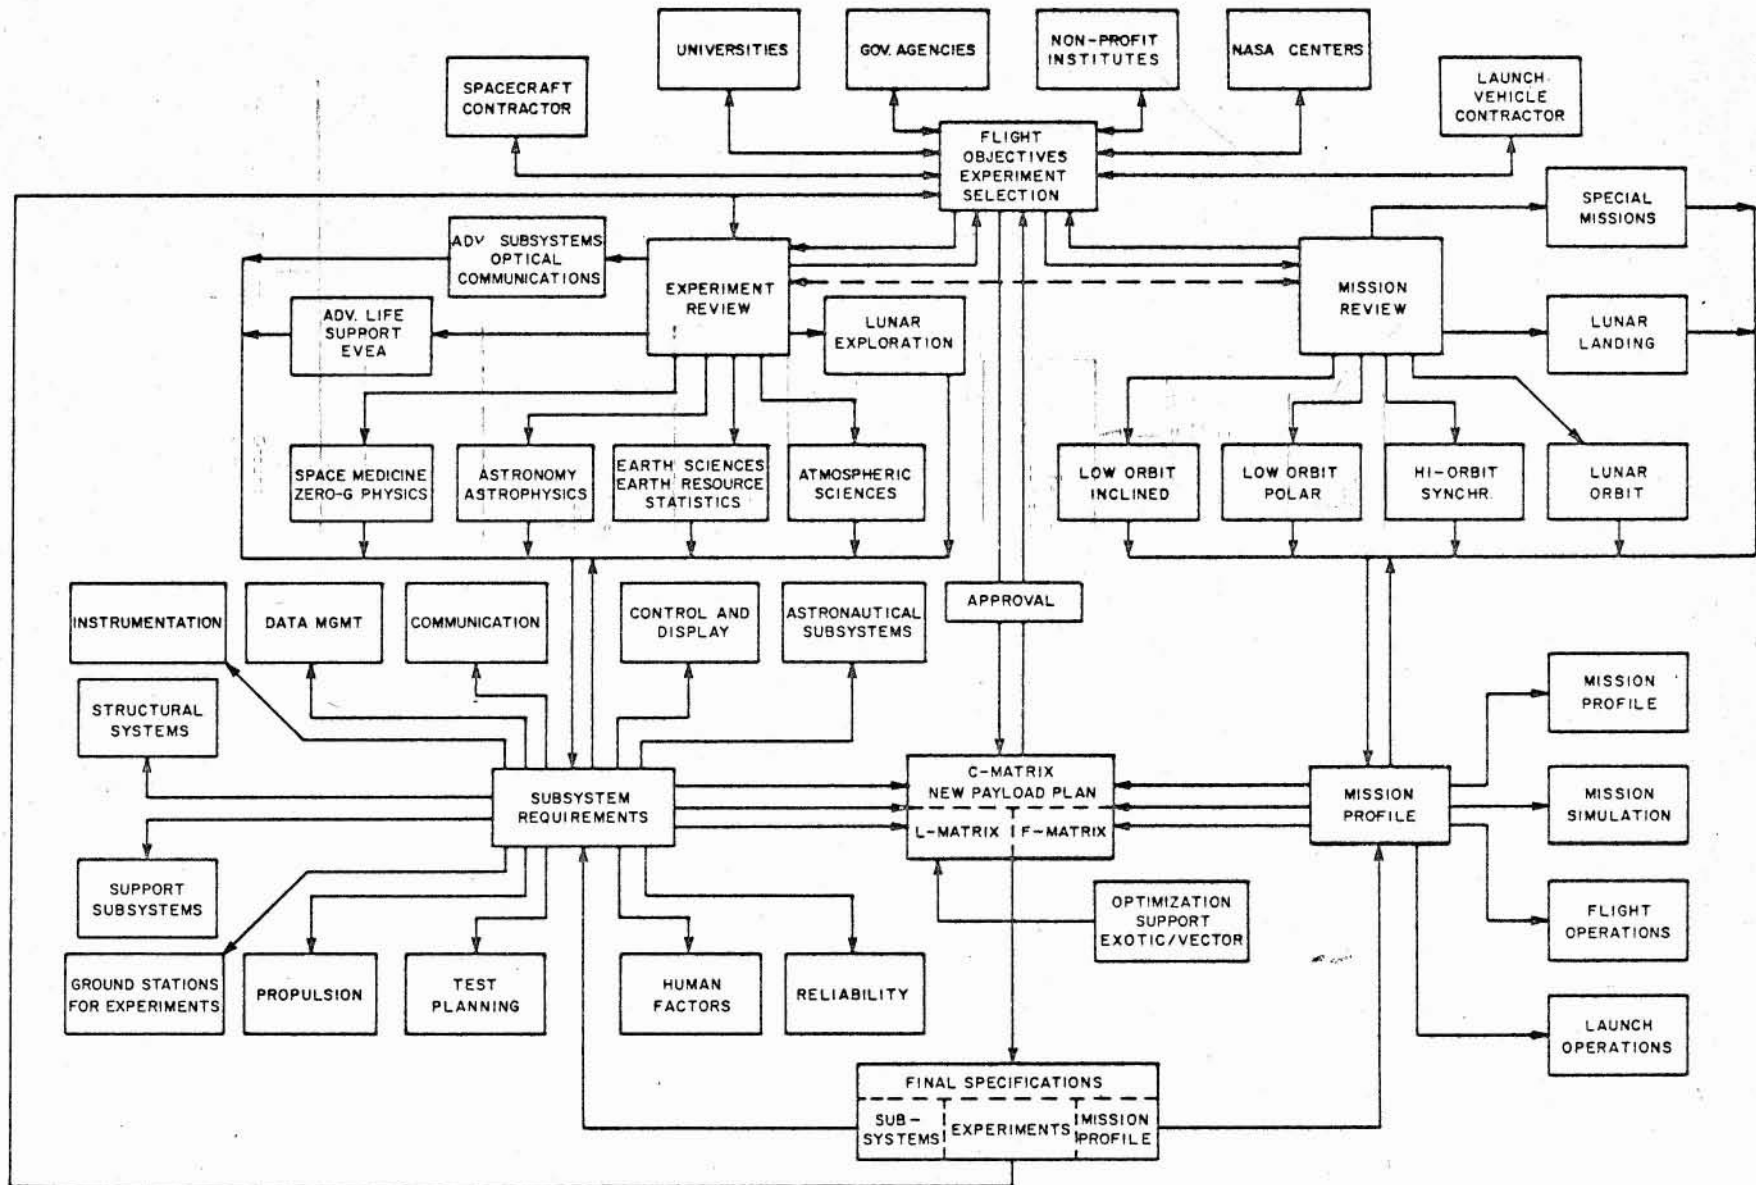 UNIVERSITIES
GOV. AGENCIES
NON-PROFIT
INSTITUTES
NASA CENTERS
SPACECRAFT
CONTRACTOR
LAUNCH-
VEHICLE
CONTRACTOR
FLIGHT
OBJECTIVES
EXPERIMENT
SELECTION
SPECIAL
MISSIONS
ADV. SUBSYSTEMS
OPTICAL
COMMUNICATIONS
EXPERIMENT
REVIEW
MISSION
REVIEW
ADV. LIFE
SUPPORT
EVEA
LUNAR
EXPLORATION
LUNAR
LANDING
SPACE MEDICINE
ZERO-G PHYSICS
ASTRONOMY
ASTROPHYSICS
EARTH SCIENCES
EARTH RESOURCE
STATISTICS
ATMOSPHERIC
SCIENCES
LOW ORBIT
INCLINED
LOW ORBIT
POLAR
HI-ORBIT
SYNCHR.
LUNAR
ORBIT
INSTRUMENTATION
DATA MGMT
COMMUNICATION
CONTROL AND
DISPLAY
ASTRONAUTICAL
SUBSYSTEMS
APPROVAL
STRUCTURAL
SYSTEMS
MISSION
PROFILE
SUBSYSTEM
REQUIREMENTS
C-MATRIX
NEW PAYLOAD PLAN
L-MATRIX
F-MATRIX
MISSION
PROFILE
MISSION
SIMULATION
SUPPORT
SUBSYSTEMS
OPTIMIZATION
SUPPORT
EXOTIC/VECTOR
FLIGHT
OPERATIONS
GROUND STATIONS
FOR EXPERIMENTS
PROPULSION
TEST
PLANNING
HUMAN
FACTORS
RELIABILITY
LAUNCH
OPERATIONS
FINAL SPECIFICATIONS
SUB-
SYSTEMS
EXPERIMENTS
MISSION
PROFILE